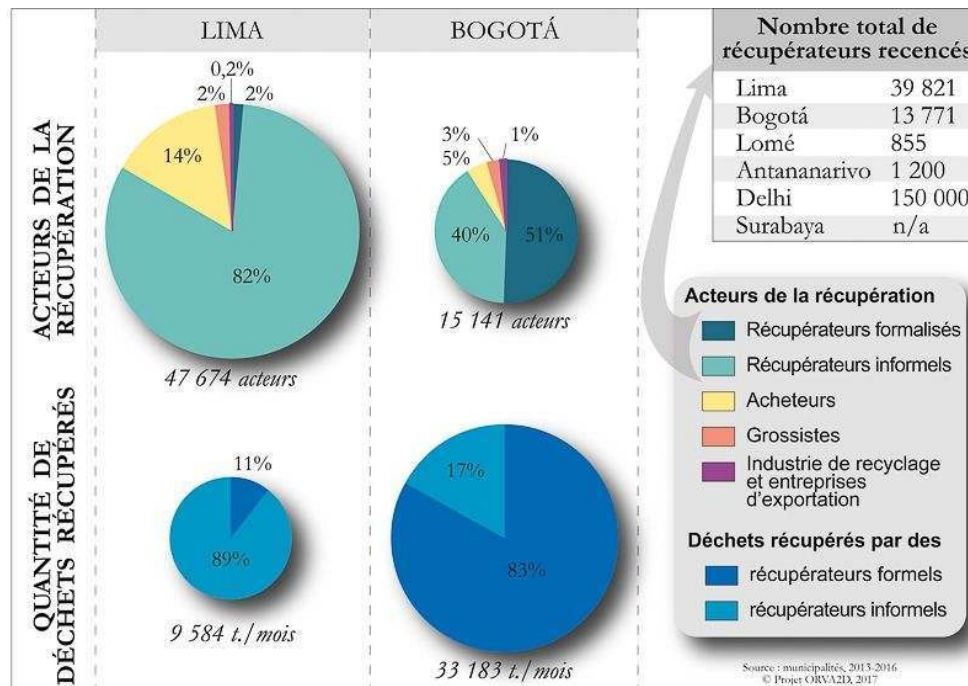 LIMA
BOGOTÁ
ACTEURS DE LA
RÉCUPÉRATION
0,2%
2%
2%
14%
82%
47 674 acteurs
3%
1%
5%
40%
51%
15 141 acteurs
QUANTITÉ DE
DÉCHETS RÉCUPÉRÉS
11%
89%
9 584 t./mois
17%
83%
33 183 t./mois
Nombre total de
récupérateurs recencés
Lima 39 821
Bogotá 13 771
Lomé 855
Antananarivo 1 200
Delhi 150 000
Surabaya n/a
Acteurs de la récupération
Récupérateurs formalisés
Récupérateurs informels
Acheteurs
Grossistes
Industrie de recyclage
et entreprises
d'exportation
Déchets récupérés par des
récupérateurs formels
récupérateurs informels
Source : municipalités, 2013-2016
© Projet ORVA2D, 2017